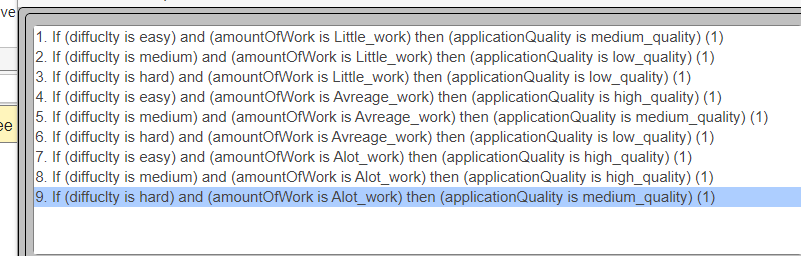 ve
1. If (diffuclty is easy) and (amountOfWork is Little_work) then (applicationQuality is medium_quality) (1)
2. If (diffuclty is medium) and (amountOfWork is Little_work) then (applicationQuality is low_quality) (1)
3. If (diffuclty is hard) and (amountOfWork is Little_work) then (applicationQuality is low_quality) (1)
4. If (diffuclty is easy) and (amountOfWork is Avreage_work) then (applicationQuality is high_quality) (1)
5. If (diffuclty is medium) and (amountOfWork is Avreage_work) then (applicationQuality is medium_quality) (1)
ee
6. If (diffuclty is hard) and (amountOfWork is Avreage_work) then (applicationQuality is low_quality) (1)
7. If (diffuclty is easy) and (amountOfWork is Alot_work) then (applicationQuality is high_quality) (1)
8. If (diffuclty is medium) and (amountOfWork is Alot_work) then (applicationQuality is high_quality) (1)
9. If (diffuclty is hard) and (amountOfWork is Alot_work) then (applicationQuality is medium_quality) (1)